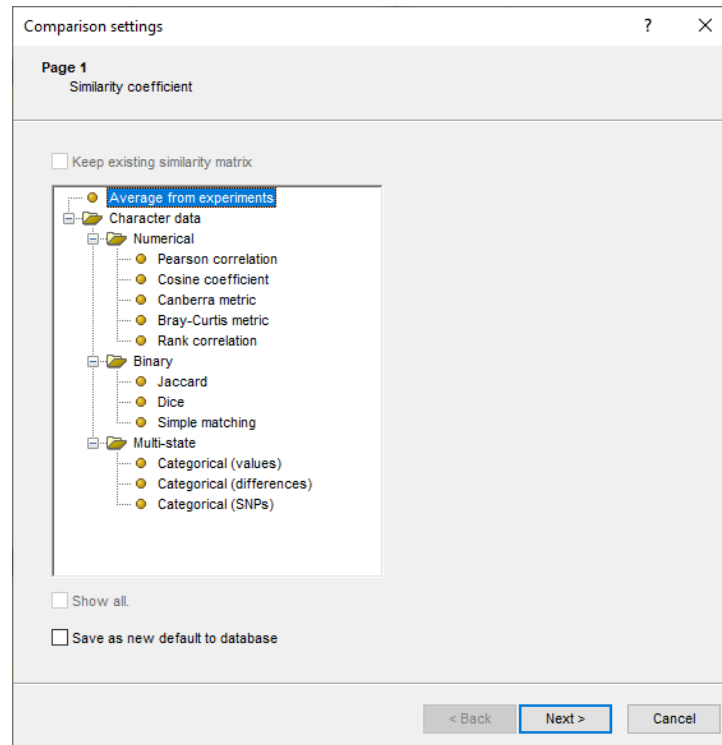 Comparison settings
?
Page 1
Similarity coefficient
Keep existing similarity matrix
Average from experiments
Character data
Numerical
Pearson correlation
Cosine coefficient
Canberra metric
Bray-Curtis metric
Rank correlation
Binary
Jaccard
Dice
Simple matching
Multi-state
Categorical (values)
Categorical (differences)
Categorical (SNPs)
Show all.
Save as new default to database
< Back Next > Cancel